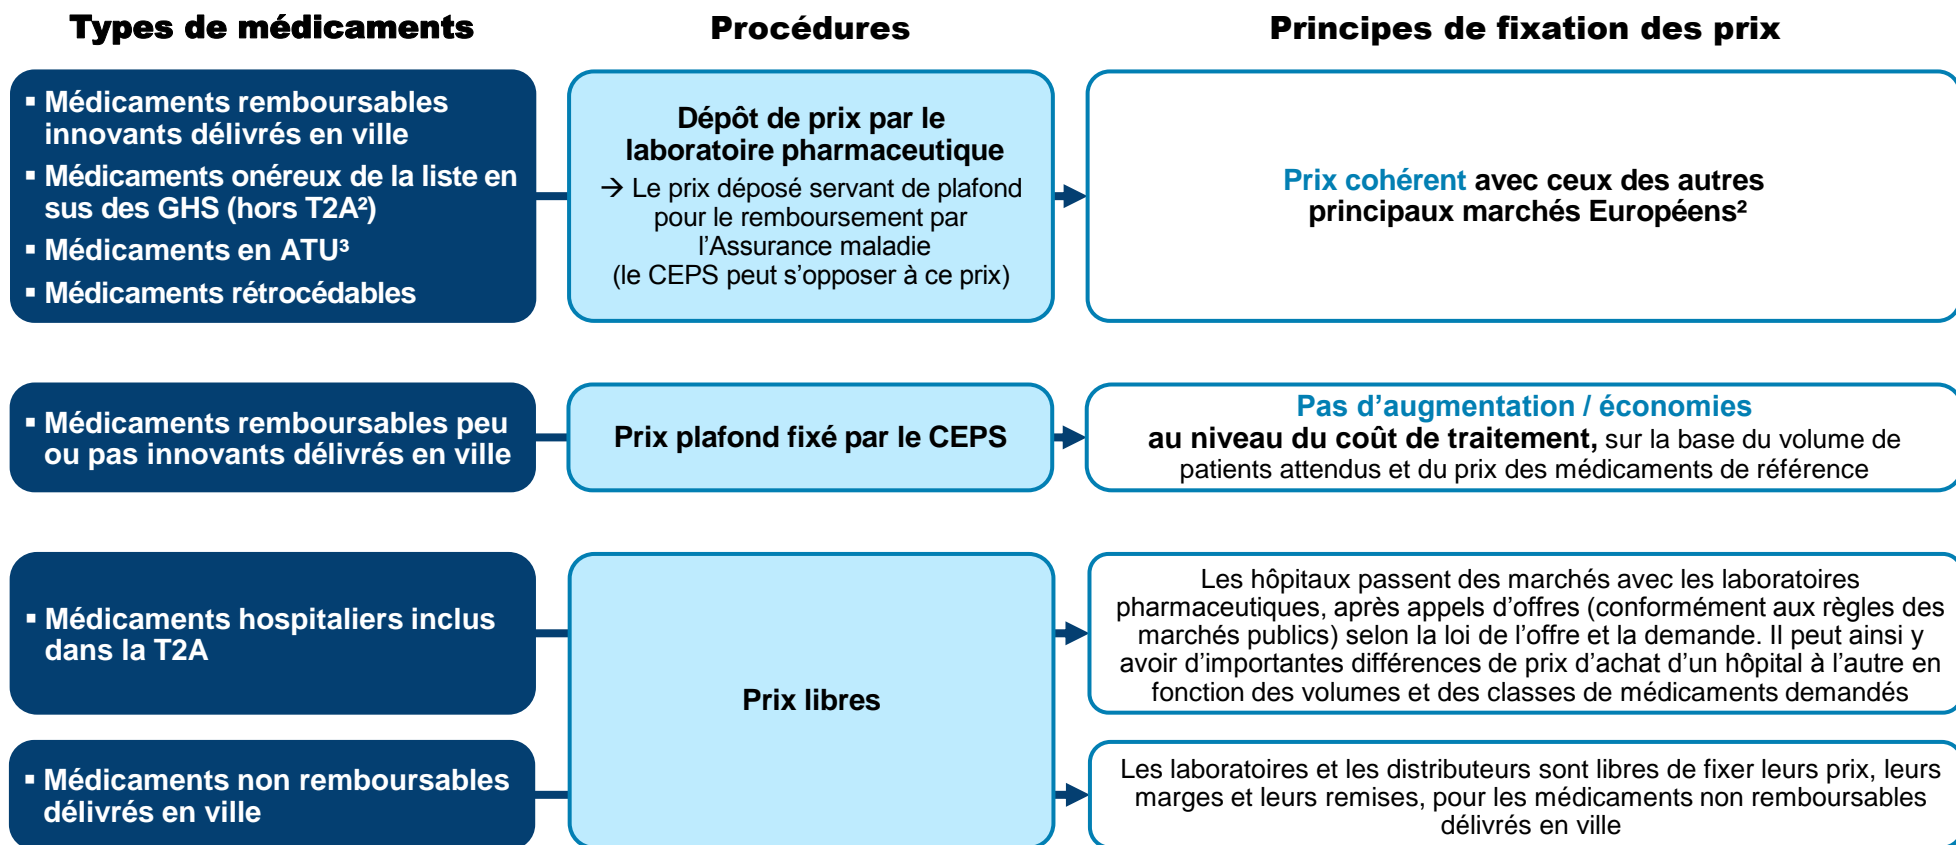 Types de médicaments
Procédures
Principes de fixation des prix
▪ Médicaments remboursables
innovants délivrés en ville
▪ Médicaments onéreux de la liste en
sus des GHS (hors T2A²)
▪ Médicaments en ATU³
▪ Médicaments rétrocédables
Dépôt de prix par le
laboratoire pharmaceutique
→ Le prix déposé servant de plafond
pour le remboursement par
l’Assurance maladie
(le CEPS peut s’opposer à ce prix)
Prix cohérent avec ceux des autres
principaux marchés Européens²
▪ Médicaments remboursables peu
ou pas innovants délivrés en ville
Prix plafond fixé par le CEPS
Pas d’augmentation / économies
au niveau du coût de traitement, sur la base du volume de
patients attendus et du prix des médicaments de référence
▪ Médicaments hospitaliers inclus
dans la T2A
Prix libres
Les hôpitaux passent des marchés avec les laboratoires
pharmaceutiques, après appels d’offres (conformément aux règles des
marchés publics) selon la loi de l’offre et la demande. Il peut ainsi y
avoir d’importantes différences de prix d’achat d’un hôpital à l’autre en
fonction des volumes et des classes de médicaments demandés
▪ Médicaments non remboursables
délivrés en ville
Les laboratoires et les distributeurs sont libres de fixer leurs prix, leurs
marges et leurs remises, pour les médicaments non remboursables
délivrés en ville